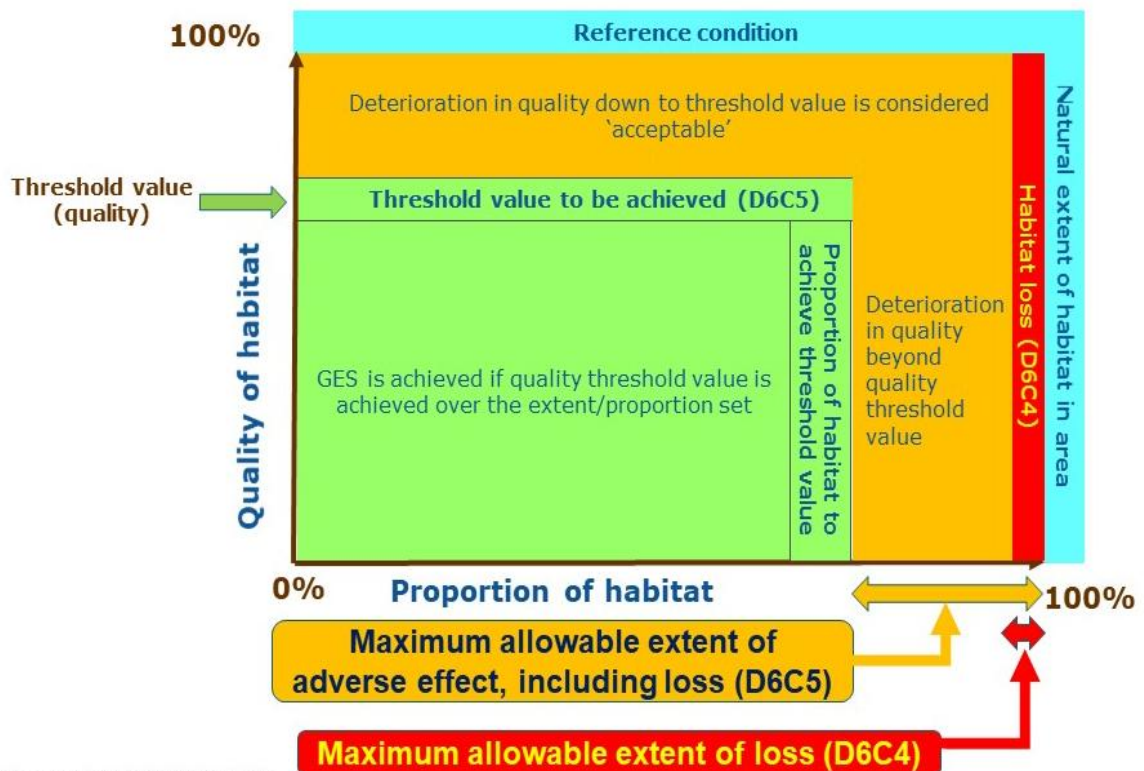 100%
Reference condition
Deterioration in quality down to threshold value is considered
‘acceptable’
Threshold value
(quality)
Threshold value to be achieved (D6C5)
Quality of habitat
GES is achieved if quality threshold value is
achieved over the extent/proportion set
Proportion of habitat to
achieve threshold value
Deterioration
in quality
beyond
quality
threshold
value
Habitat loss (D6C4)
Natural extent of habitat in area
0%
Proportion of habitat
100%
Maximum allowable extent of
adverse effect, including loss (D6C5)
Maximum allowable extent of loss (D6C4)